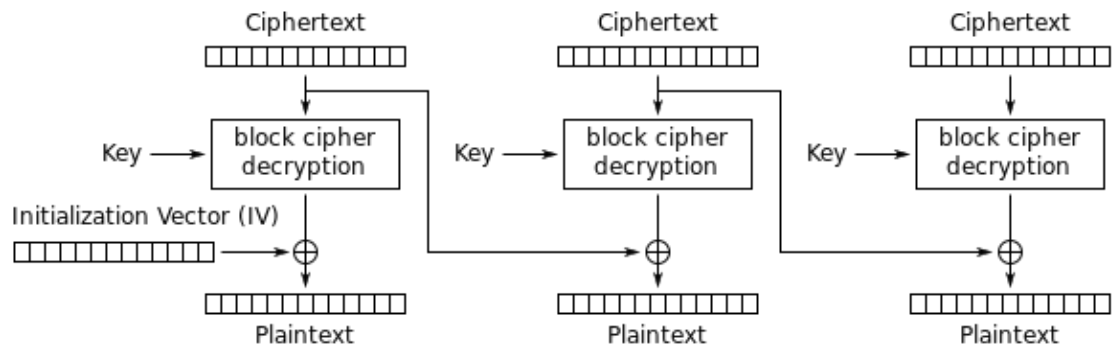 Ciphertext
Ciphertext
Ciphertext
Key
block cipher
decryption
Key
block cipher
decryption
Key
block cipher
decryption
Initialization Vector (IV)
Plaintext
Plaintext
Plaintext